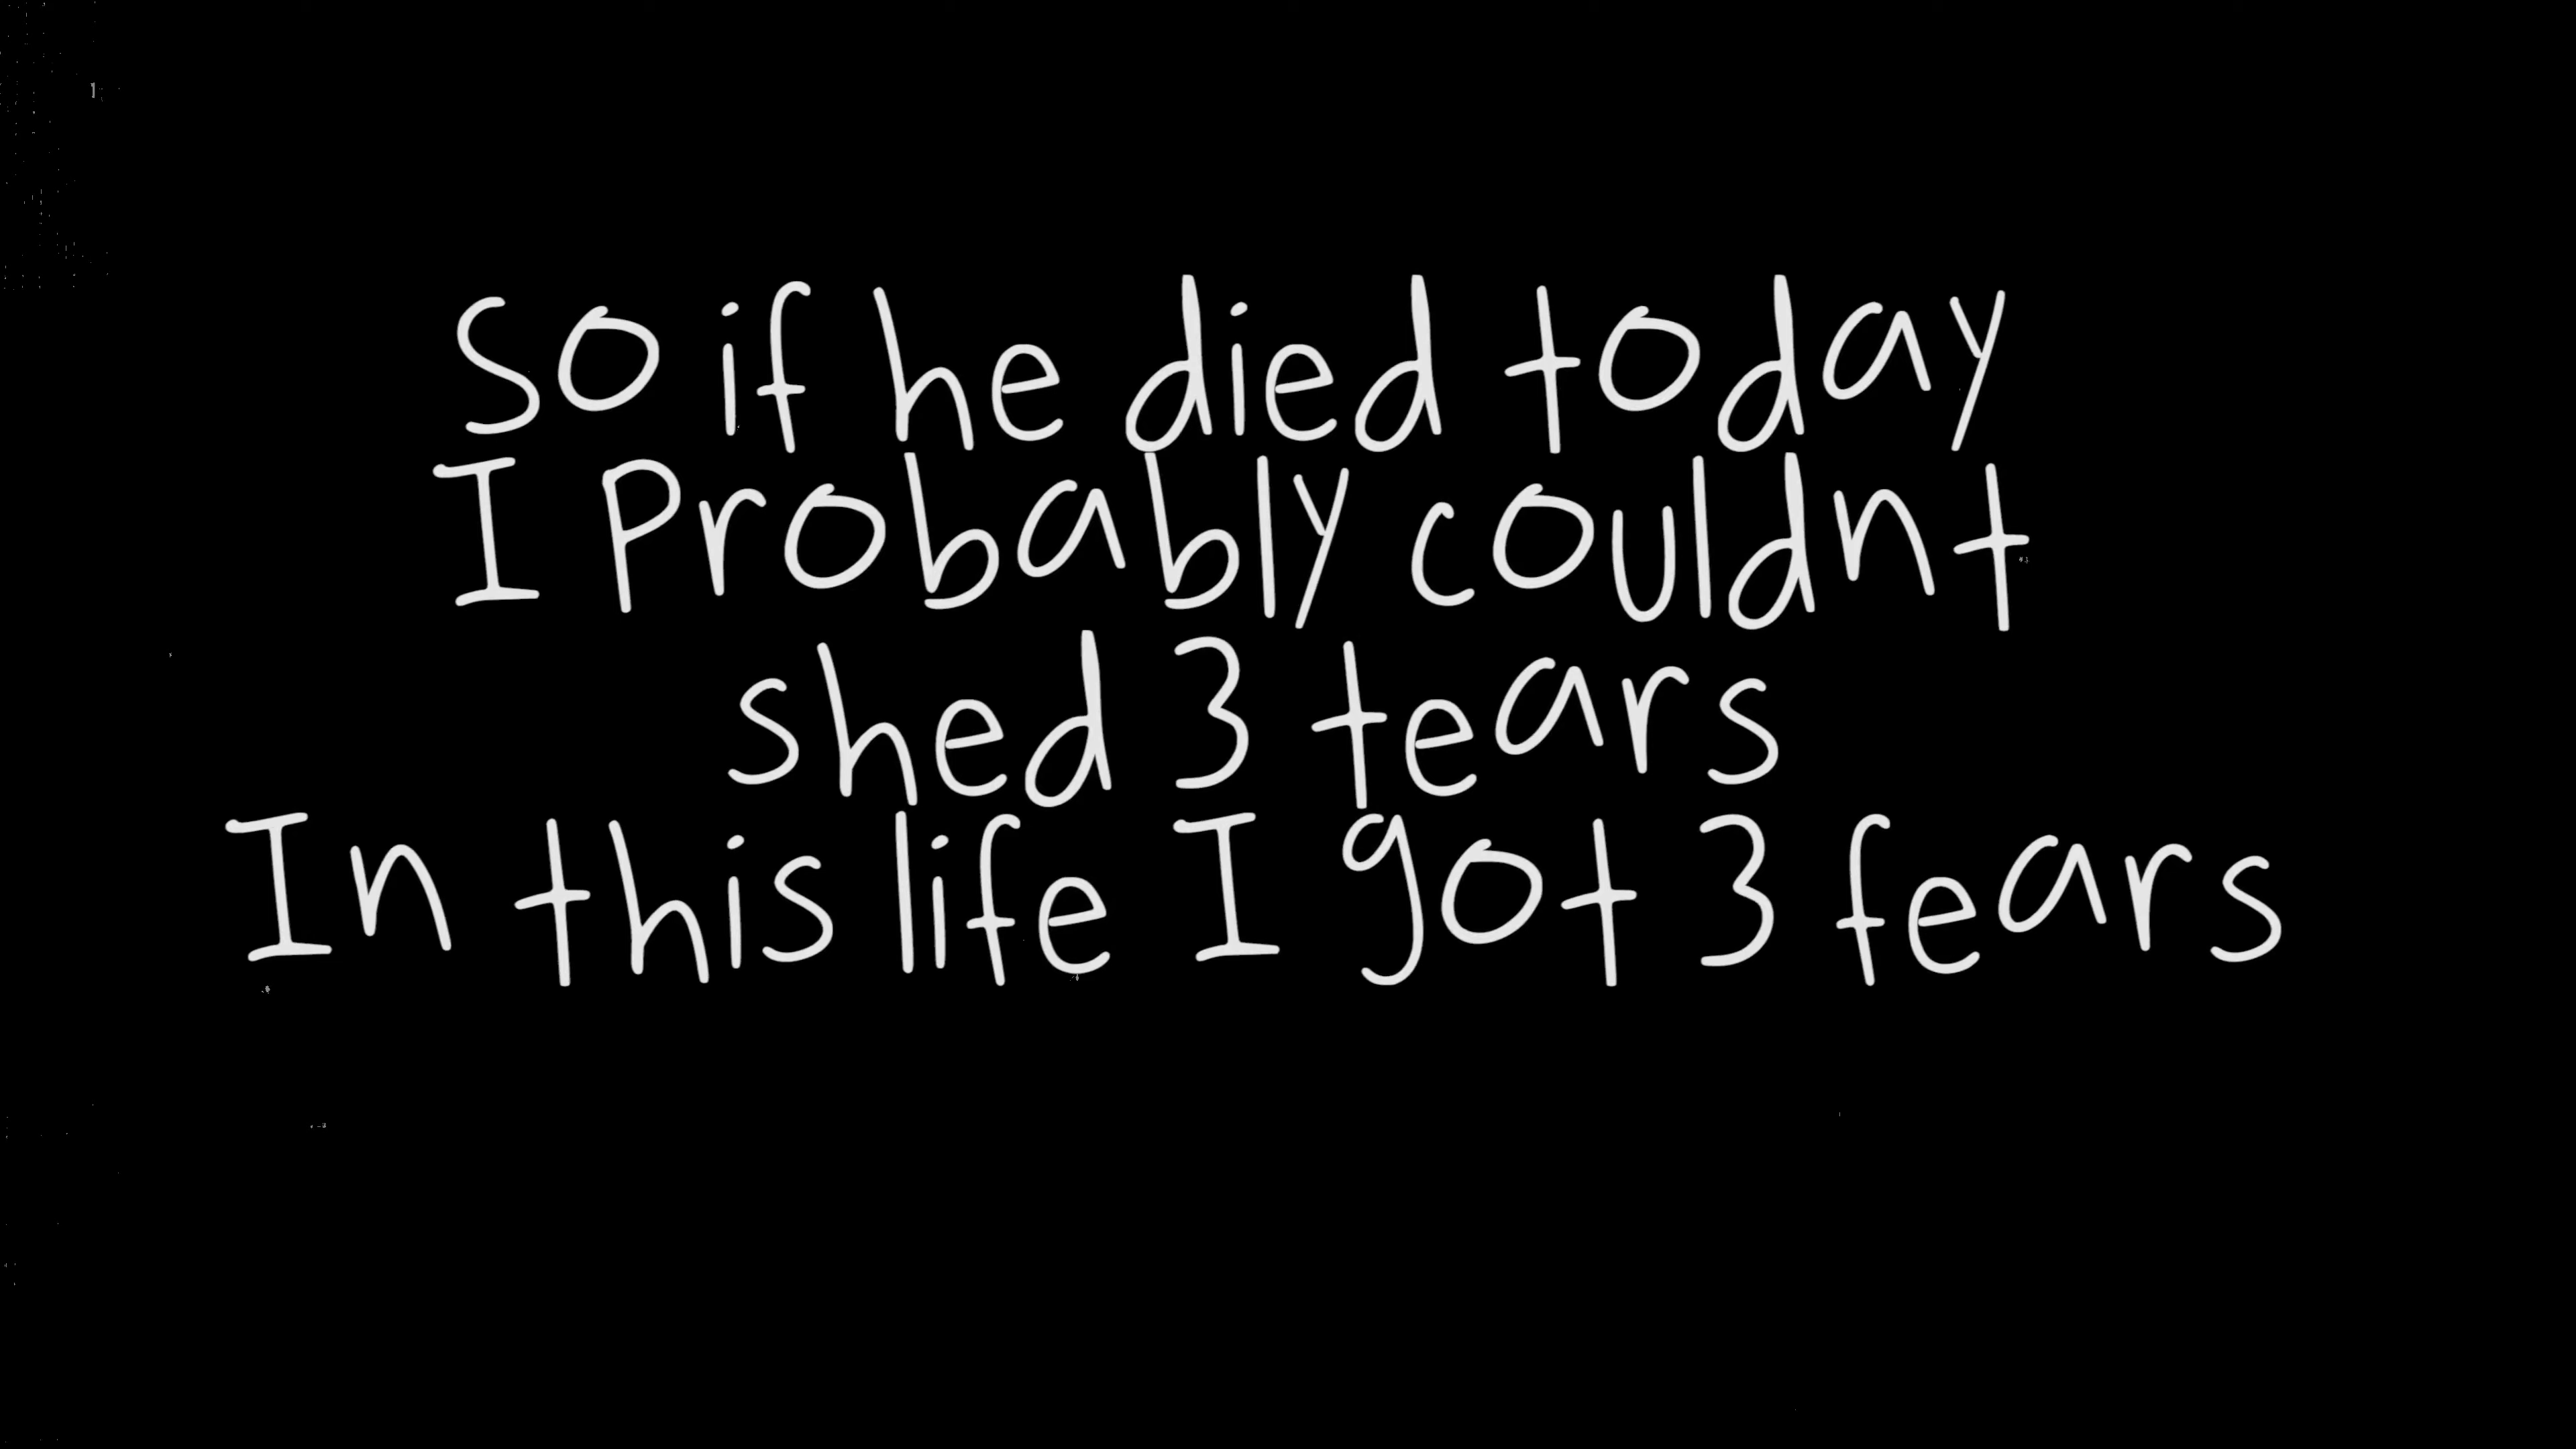 So if he died today
I Probably couldnt
shed 3 tears
In this life I got 3 fears